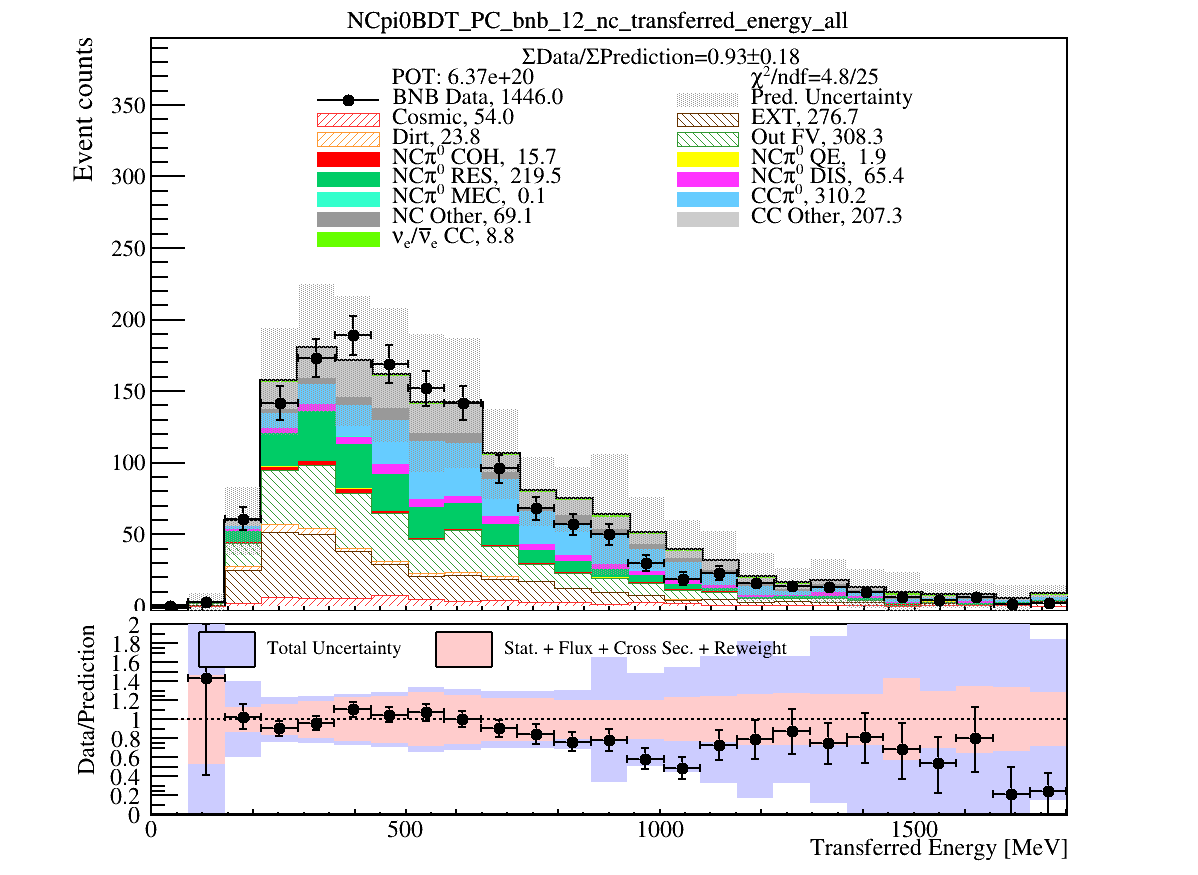 NCpi0BDT_PC_bnb_12_nc_transferred_energy_all
ΣData/ΣPrediction=0.93±0.18
POT: 6.37e+20
χ²/ndf=4.8/25
BNB Data, 1446.0
Pred. Uncertainty
Cosmic, 54.0
EXT, 276.7
Dirt, 23.8
Out FV, 308.3
NCπ⁰ COH, 15.7
NCπ⁰ QE, 1.9
NCπ⁰ RES, 219.5
NCπ⁰ DIS, 65.4
NCπ⁰ MEC, 0.1
CCπ⁰, 310.2
NC Other, 69.1
CC Other, 207.3
νₑ/ν̅ₑ CC, 8.8
Event counts
350
300
250
200
150
100
50
0
Total Uncertainty
Stat. + Flux + Cross Sec. + Reweight
Data/Prediction
2
1.8
1.6
1.4
1.2
1
0.8
0.6
0.4
0.2
0
0 500 1000 1500
Transferred Energy [MeV]